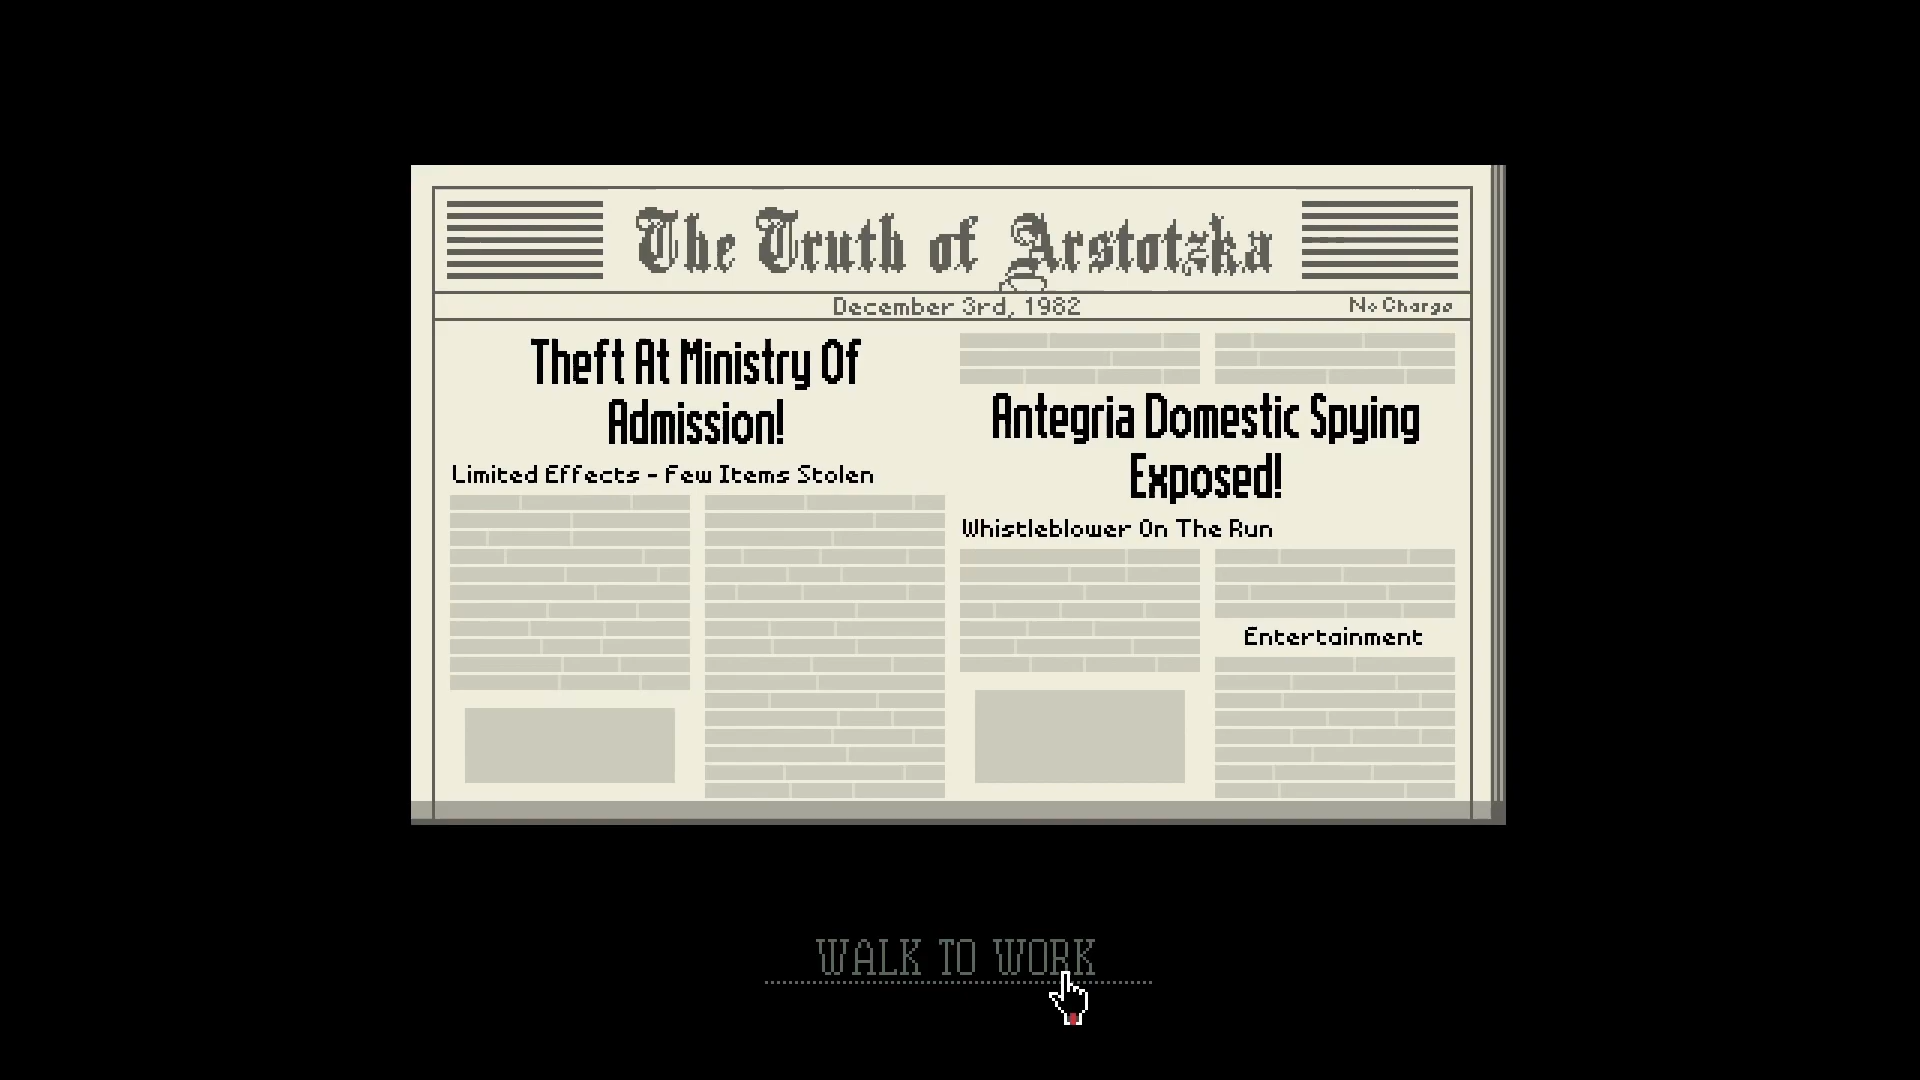 The Truth of Arstotzka
December 3rd, 1982
No Charge
Theft At Ministry Of
Admission!
Limited Effects - Few Items Stolen
Antegria Domestic Spying
Exposed!
Whistleblower On The Run
Entertainment
WALK TO WORK